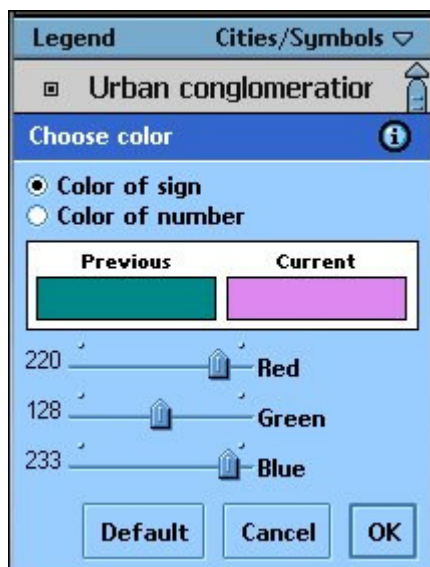 Legend Cities/Symbols
Urban conglomeratior
Choose color
Color of sign
Color of number
Previous Current
220 Red
128 Green
233 Blue
Default Cancel OK